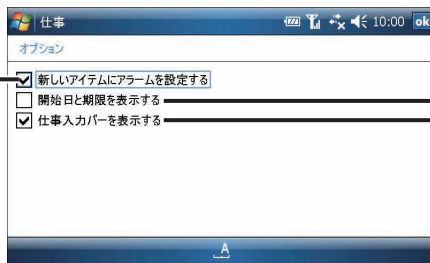 仕事 10:00 ok
オプション
新しいアイテムにアラームを設定する
開始日と期限を表示する
仕事入力バーを表示する
A